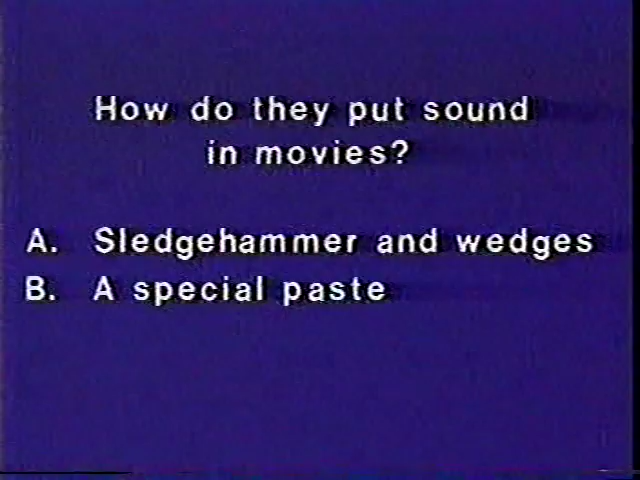 How do they put sound
in movies?
A. Sledgehammer and wedges
B. A special paste